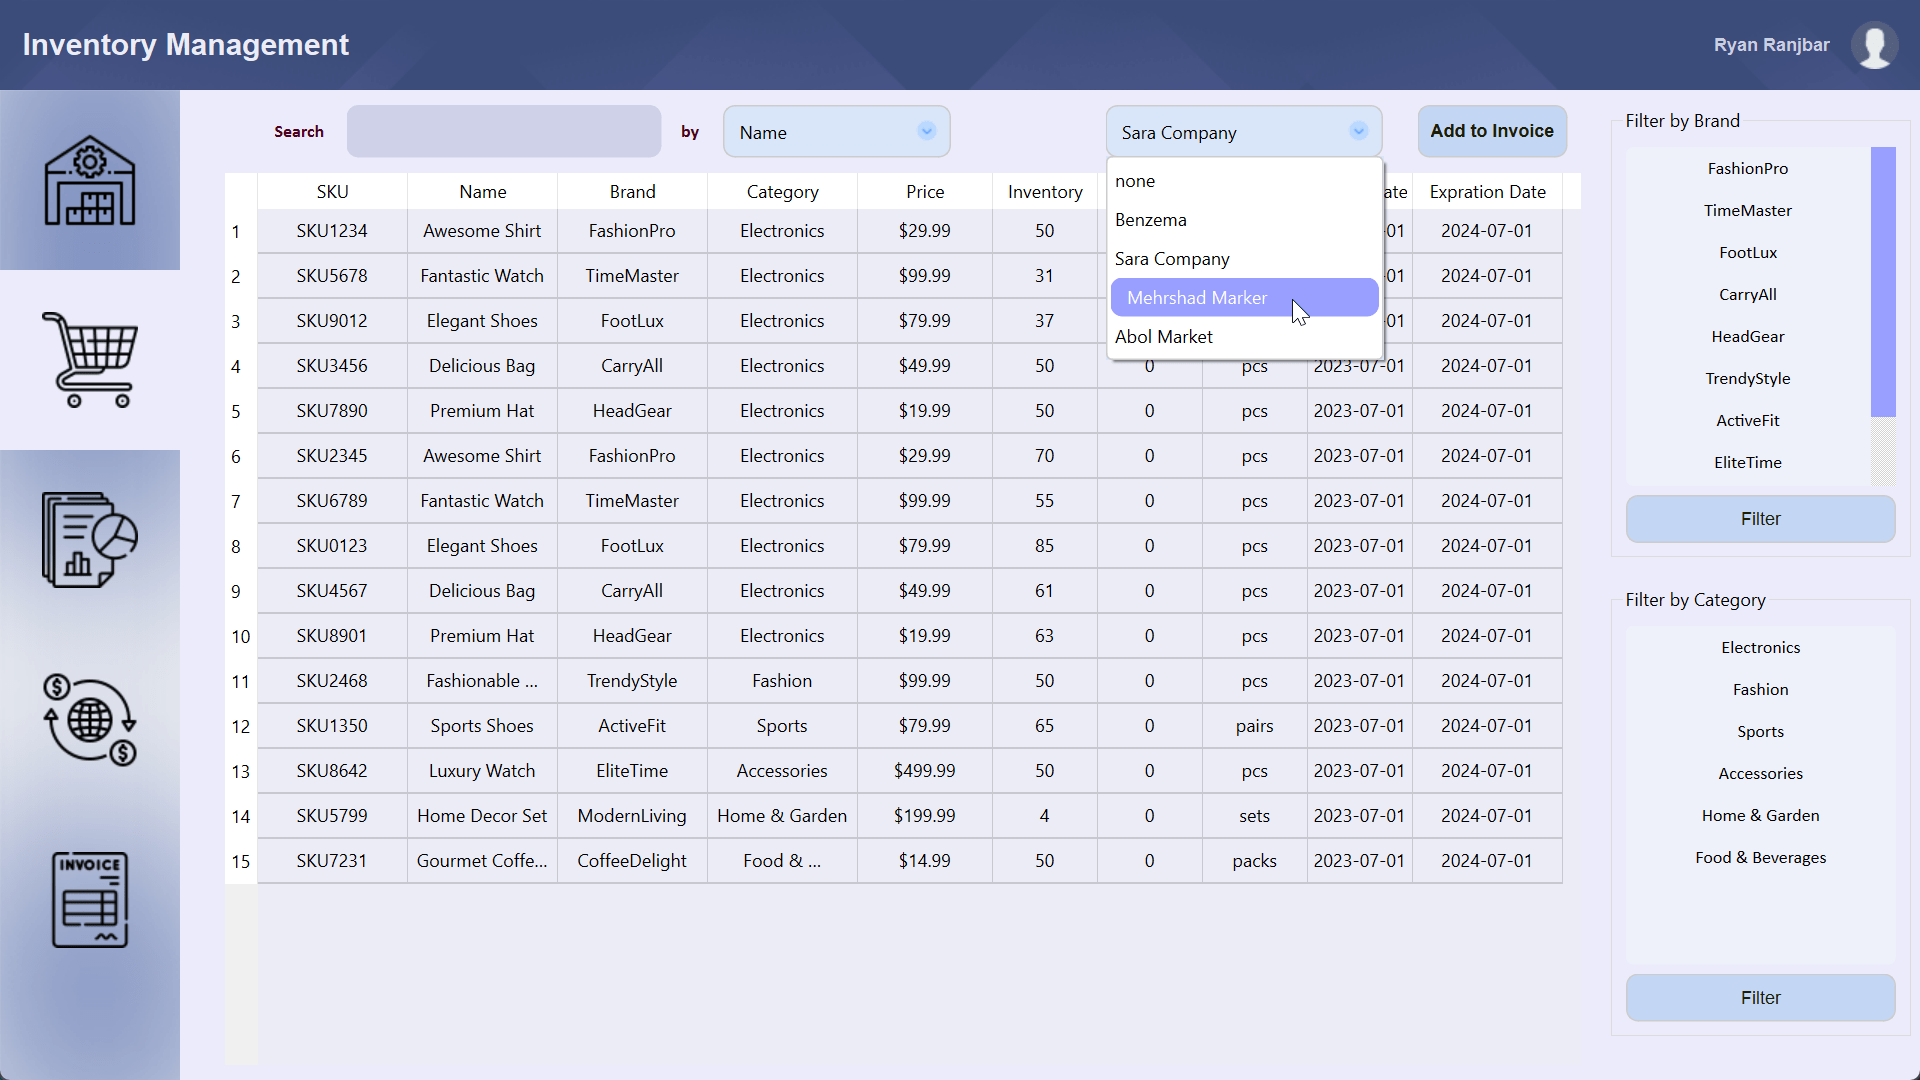 Inventory Management
Ryan Ranjbar
Search
by
Name
Sara Company
Add to Invoice
none
Benzema
Sara Company
Mehrshad Marker
Abol Market
SKU Name Brand Category Price Inventory ate Expration Date
1 SKU1234 Awesome Shirt FashionPro Electronics $29.99 50 -01 2024-07-01
2 SKU5678 Fantastic Watch TimeMaster Electronics $99.99 31 -01 2024-07-01
3 SKU9012 Elegant Shoes FootLux Electronics $79.99 37 -01 2024-07-01
4 SKU3456 Delicious Bag CarryAll Electronics $49.99 50 0 pcs 2023-07-01 2024-07-01
5 SKU7890 Premium Hat HeadGear Electronics $19.99 50 0 pcs 2023-07-01 2024-07-01
6 SKU2345 Awesome Shirt FashionPro Electronics $29.99 70 0 pcs 2023-07-01 2024-07-01
7 SKU6789 Fantastic Watch TimeMaster Electronics $99.99 55 0 pcs 2023-07-01 2024-07-01
8 SKU0123 Elegant Shoes FootLux Electronics $79.99 85 0 pcs 2023-07-01 2024-07-01
9 SKU4567 Delicious Bag CarryAll Electronics $49.99 61 0 pcs 2023-07-01 2024-07-01
10 SKU8901 Premium Hat HeadGear Electronics $19.99 63 0 pcs 2023-07-01 2024-07-01
11 SKU2468 Fashionable ... TrendyStyle Fashion $99.99 50 0 pcs 2023-07-01 2024-07-01
12 SKU1350 Sports Shoes ActiveFit Sports $79.99 65 0 pairs 2023-07-01 2024-07-01
13 SKU8642 Luxury Watch EliteTime Accessories $499.99 50 0 pcs 2023-07-01 2024-07-01
14 SKU5799 Home Decor Set ModernLiving Home & Garden $199.99 4 0 sets 2023-07-01 2024-07-01
15 SKU7231 Gourmet Coffe... CoffeeDelight Food & ... $14.99 50 0 packs 2023-07-01 2024-07-01
Filter by Brand
FashionPro
TimeMaster
FootLux
CarryAll
HeadGear
TrendyStyle
ActiveFit
EliteTime
Filter
Filter by Category
Electronics
Fashion
Sports
Accessories
Home & Garden
Food & Beverages
Filter
INVOICE